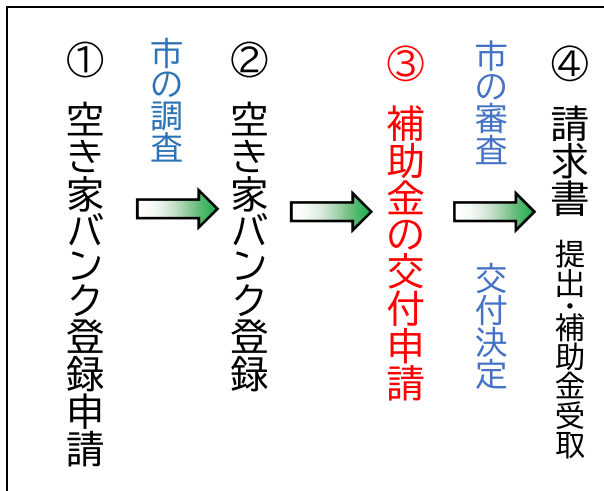 ① 空き家バンク登録申請
市の調査
② 空き家バンク登録
③ 補助金の交付申請
市の審査
交付決定
④ 請求書 提出・補助金受取